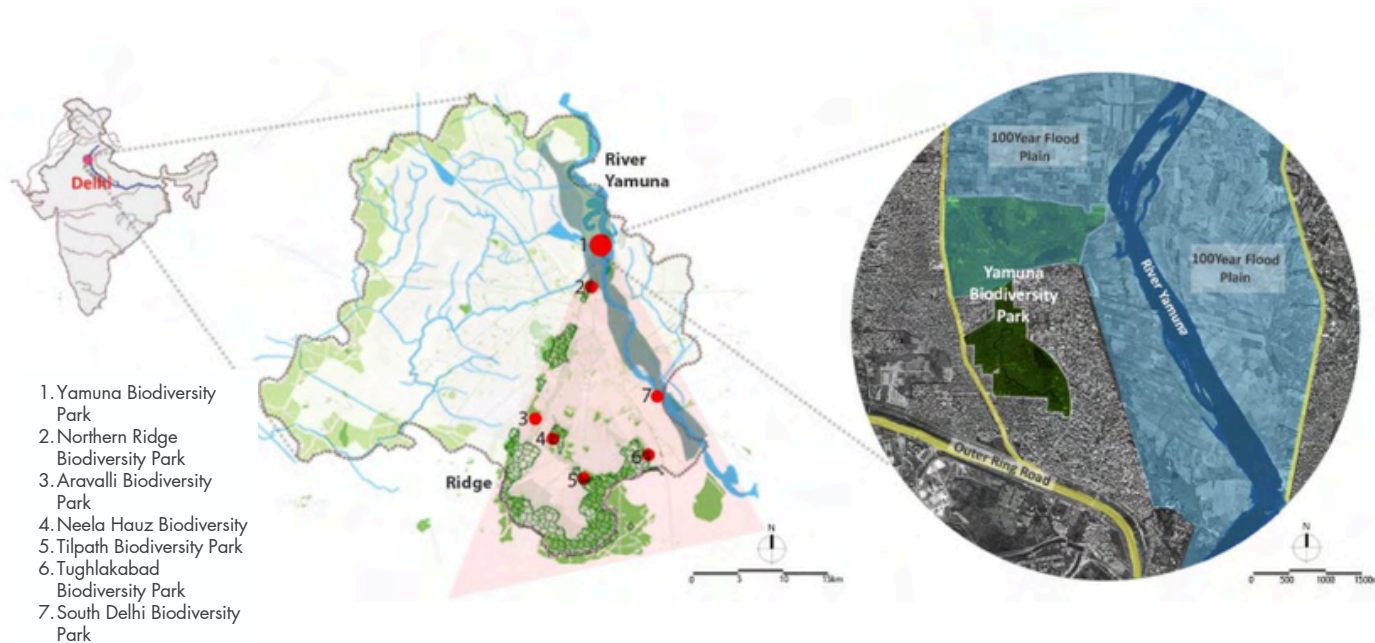 Delhi
1. Yamuna Biodiversity
Park
2. Northern Ridge
Biodiversity Park
3. Aravalli Biodiversity
Park
4. Neela Hauz Biodiversity
5. Tilpath Biodiversity Park
6. Tughlakabad
Biodiversity Park
7. South Delhi Biodiversity
Park
River
Yamuna
1
2
3
4
5
6
7
Ridge
N
0 5 10 15km
100Year Flood
Plain
100Year Flood
Plain
Yamuna
Biodiversity
Park
River Yamuna
Outer Ring Road
N
0 500 1000 1500